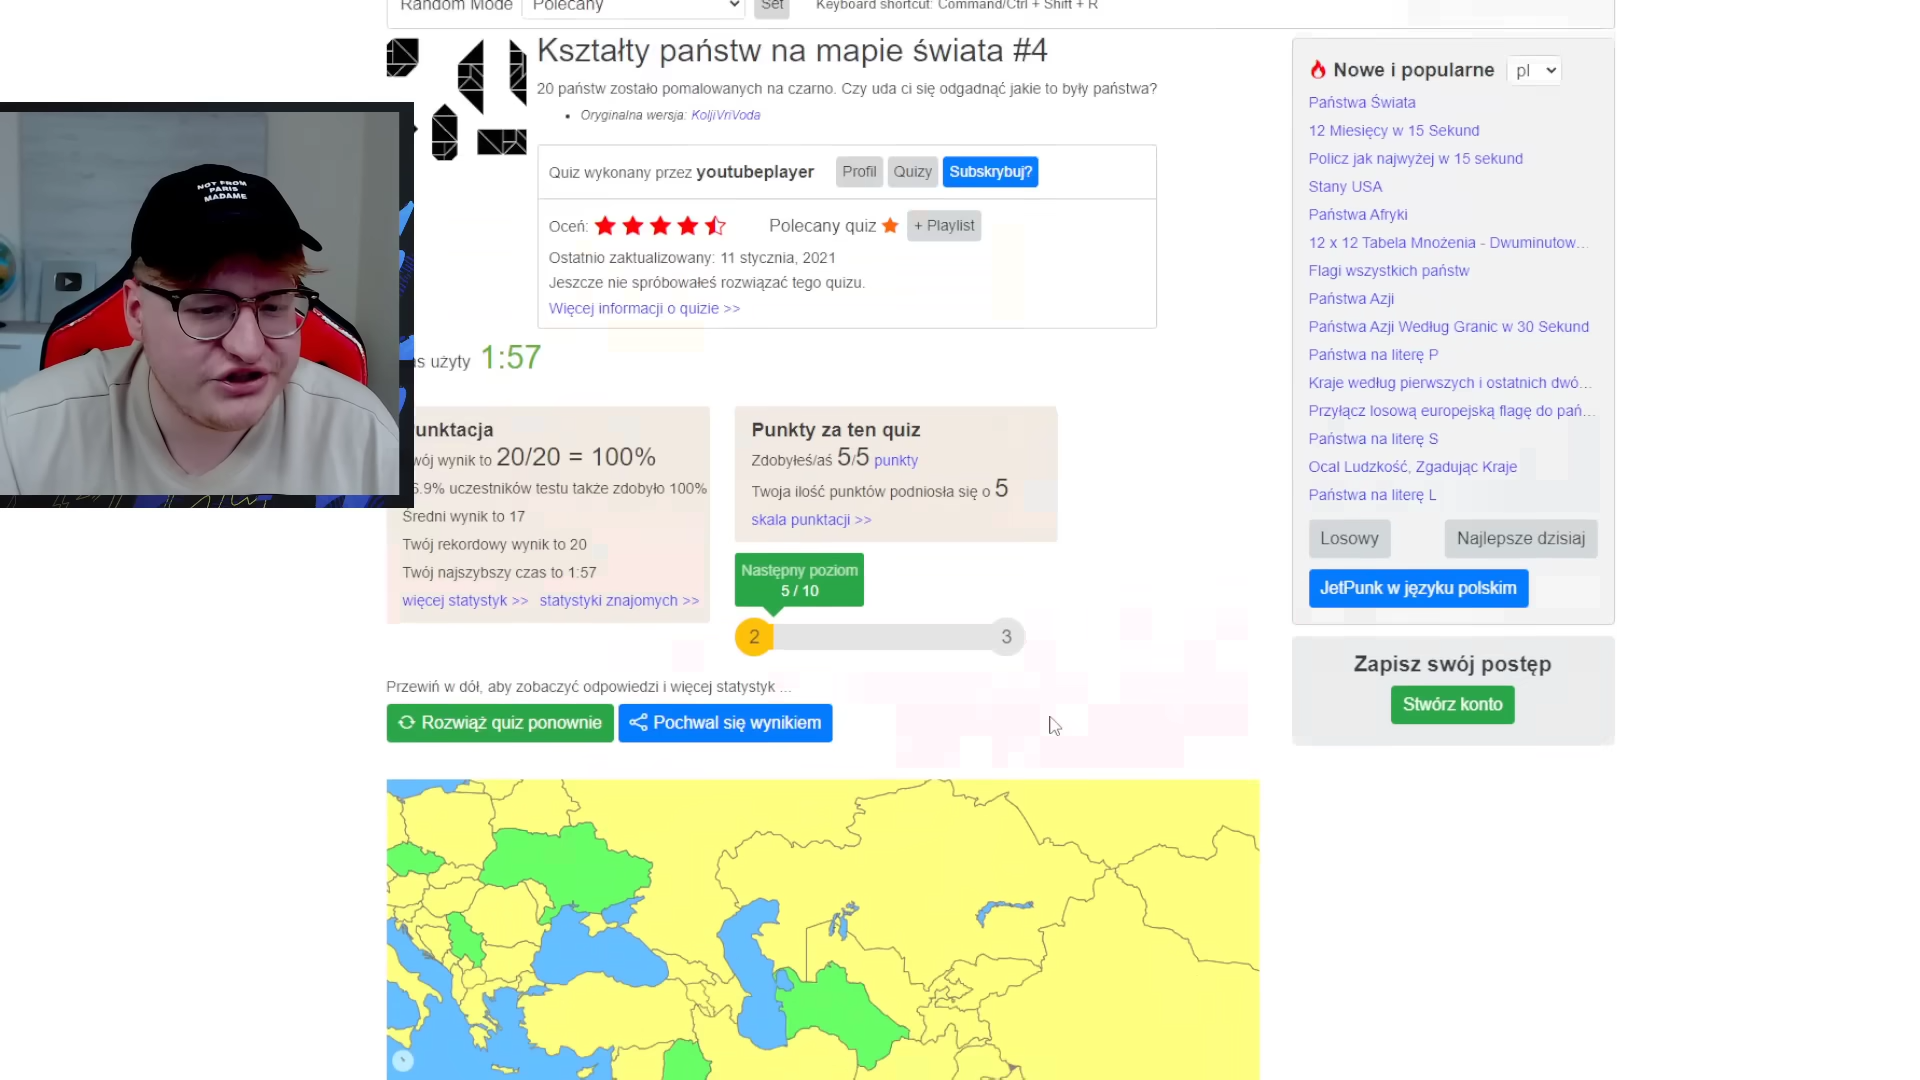 Random Mode Polecany Set Keyboard shortcut: Command/Ctrl + Shift + R
Kształty państw na mapie świata #4
20 państw zostało pomalowanych na czarno. Czy uda ci się odgadnąć jakie to były państwa?
Oryginalna wersja: KoljiVriVoda
Quiz wykonany przez youtubeplayer Profil Quizy Subskrybuj?
Oceń: Polecany quiz + Playlist
Ostatnio zaktualizowany: 11 stycznia, 2021
Jeszcze nie spróbowałeś rozwiązać tego quizu.
Więcej informacji o quizie >>
NOT FROM
PARIS
MADAME
użyty 1:57
unktacja
wój wynik to 20/20 = 100%
6.9% uczestników testu także zdobyło 100%
Średni wynik to 17
Twój rekordowy wynik to 20
Twój najszybszy czas to 1:57
więcej statystyk >> statystyki znajomych >>
Punkty za ten quiz
Zdobyłeś/aś 5/5 punkty
Twoja ilość punktów podniosła się o 5
skala punktacji >>
Następny poziom
5 / 10
2 3
Przewiń w dół, aby zobaczyć odpowiedzi i więcej statystyk ...
Rozwiąż quiz ponownie Pochwal się wynikiem
Nowe i popularne pl
Państwa Świata
12 Miesięcy w 15 Sekund
Policz jak najwyżej w 15 sekund
Stany USA
Państwa Afryki
12 x 12 Tabela Mnożenia - Dwuminutow...
Flagi wszystkich państw
Państwa Azji
Państwa Azji Według Granic w 30 Sekund
Państwa na literę P
Kraje według pierwszych i ostatnich dwó...
Przyłącz losową europejską flagę do pań...
Państwa na literę S
Ocal Ludzkość, Zgadując Kraje
Państwa na literę L
Losowy Najlepsze dzisiaj
JetPunk w języku polskim
Zapisz swój postęp
Stwórz konto